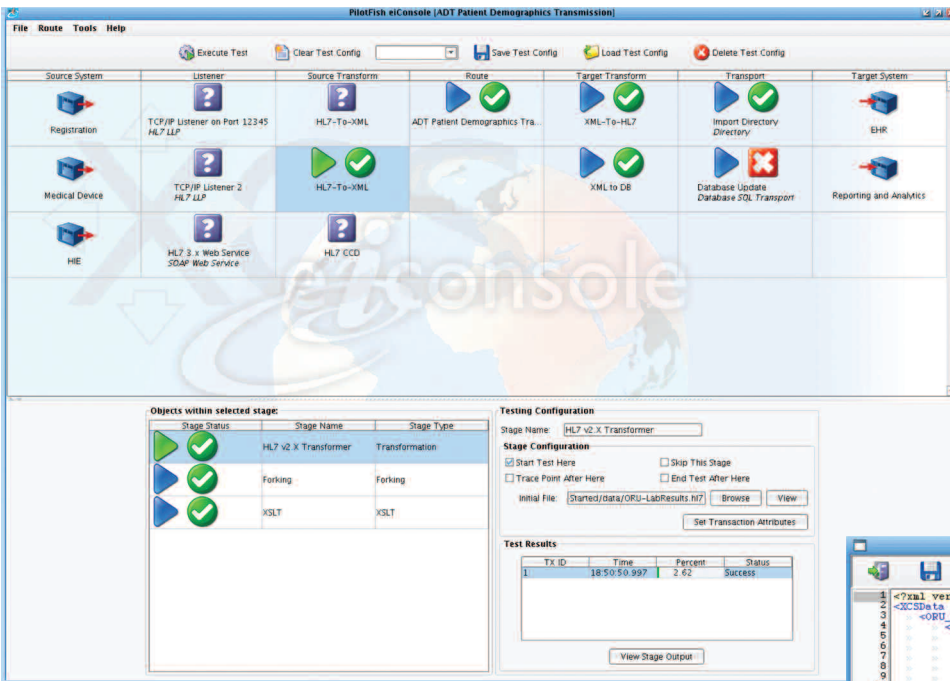 PilotFish eiConsole [ADT Patient Demographics Transmission]
File Route Tools Help
Execute Test Clear Test Config Save Test Config Load Test Config Delete Test Config
Source System Listener Source Transform Route Target Transform Transport Target System
Registration
TCP/IP Listener on Port 12345
HL7 LLP
HL7-To-XML
ADT Patient Demographics Tra...
XML-To-HL7
Import Directory
Directory
EHR
Medical Device
TCP/IP Listener 2
HL7 LLP
HL7-To-XML
XML to DB
Database Update
Database SQL Transport
Reporting and Analytics
HIE
HL7 3.x Web Service
SOAP Web Service
HL7 CCD
eiconsole
Objects within selected stage:
Stage Status Stage Name Stage Type
HL7 v2.X Transformer Transformation
Forking Forking
XSLT XSLT
Testing Configuration
Stage Name: HL7 v2.X Transformer
Stage Configuration
Start Test Here Skip This Stage
Trace Point After Here End Test After Here
Initial File: Started/data/ORU-LabResults.hl7 Browse View
Set Transaction Attributes
Test Results
TX ID Time Percent Status
1 18:50:50.997 2.62 Success
View Stage Output
1 <?xml ver
2 <XCSData
3 <ORU_
4 <
5
6
7
8
9